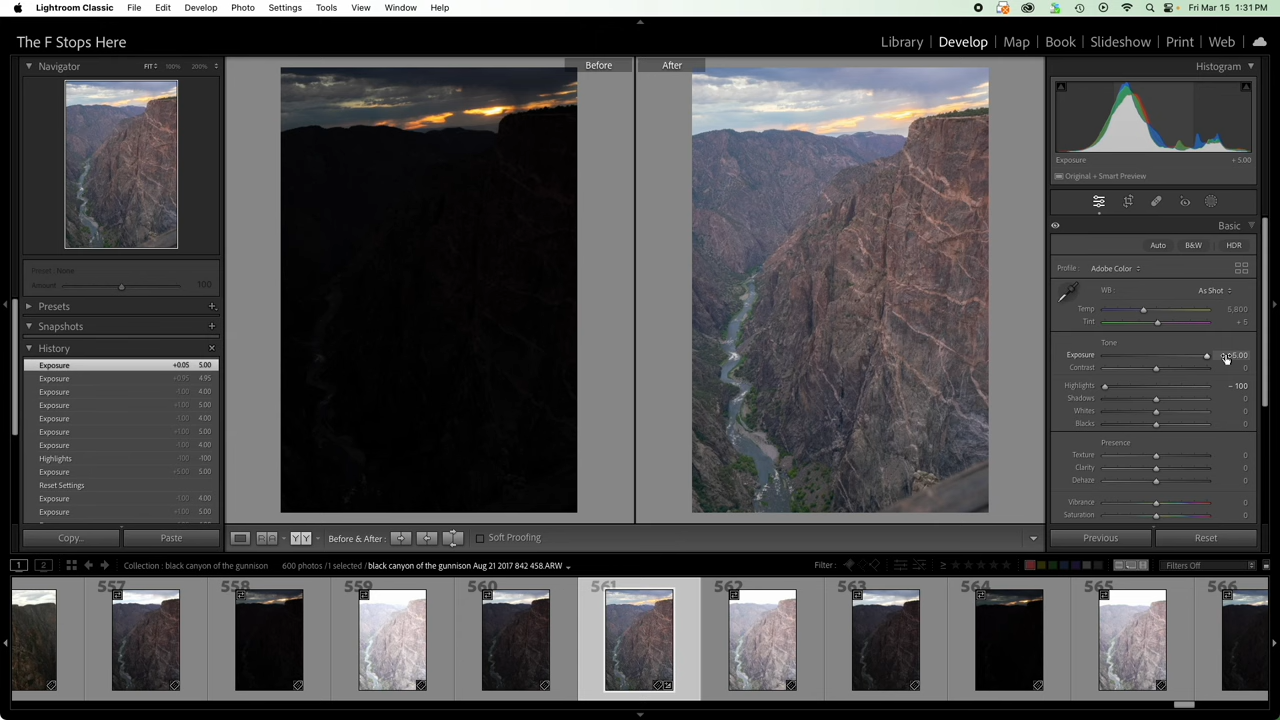 Lightroom Classic File Edit Develop Photo Settings Tools View Window Help Fri Mar 15 1:31 PM
The F Stops Here Library Develop Map Book Slideshow Print Web
Navigator FIT 100% 200%
Before After
Histogram
Exposure + 5.00
Original + Smart Preview
Basic
Auto B&W HDR
Profile : Adobe Color
WB : As Shot
Temp 5,800
Tint + 5
Tone
Exposure 5.00
Contrast 0
Highlights – 100
Shadows 0
Whites 0
Blacks 0
Presence
Texture 0
Clarity 0
Dehaze 0
Vibrance 0
Saturation 0
Previous Reset
Preset : None
Amount 100
Presets
Snapshots
History
Exposure +0.05 5.00
Exposure +0.95 4.95
Exposure -1.00 4.00
Exposure +1.00 5.00
Exposure -1.00 4.00
Exposure +1.00 5.00
Exposure -1.00 4.00
Highlights -100 -100
Exposure +5.00 5.00
Reset Settings
Exposure -1.00 4.00
Exposure +1.00 5.00
Copy... Paste
Before & After : Soft Proofing
1 2 Collection : black canyon of the gunnison 600 photos /1 selected / black canyon of the gunnison Aug 21 2017 842 458.ARW Filter : Filters Off
557 558 559 560 561 562 563 564 565 566